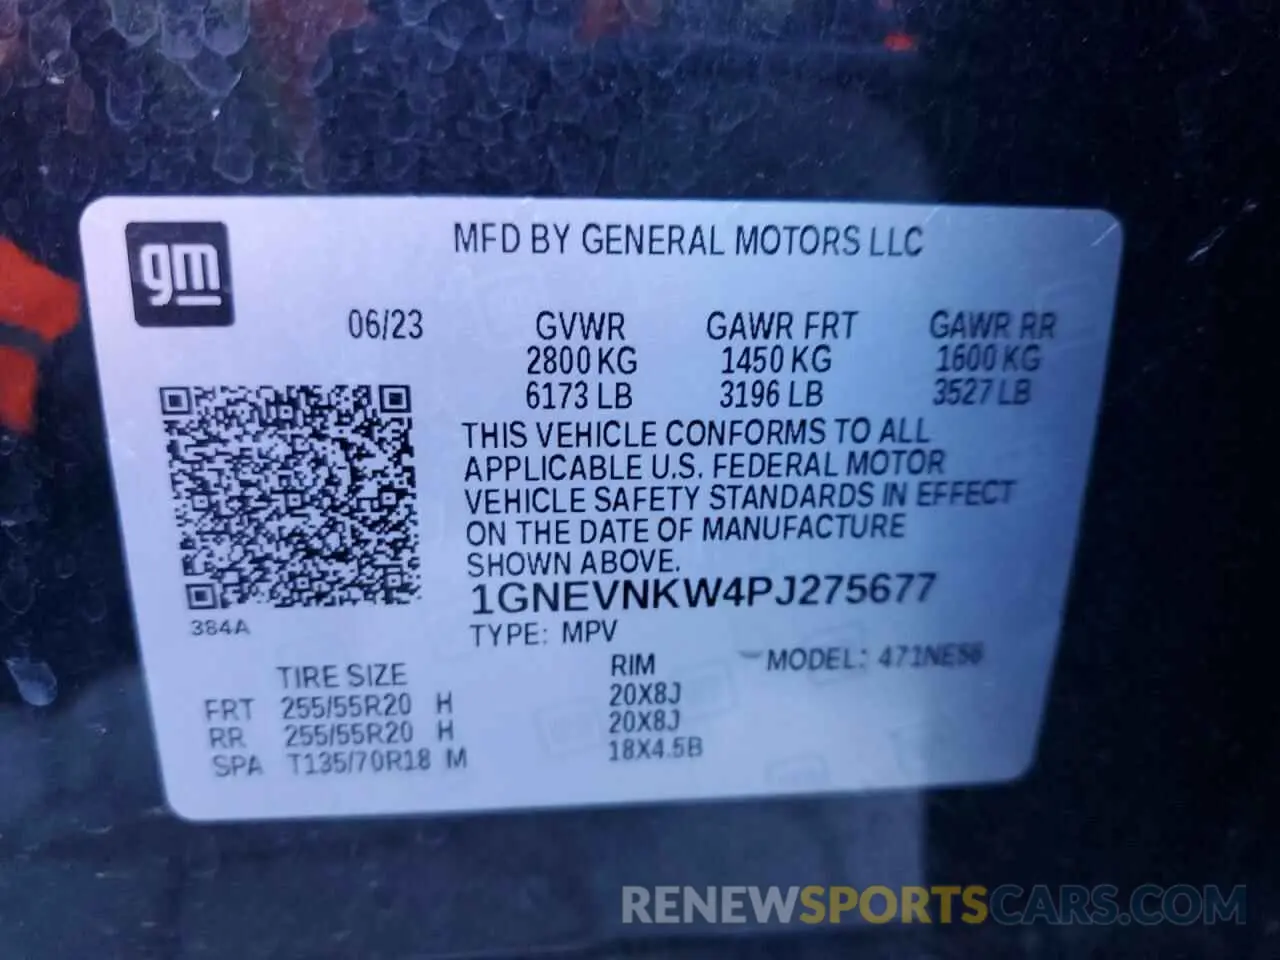 gm
MFD BY GENERAL MOTORS LLC
06/23 GVWR GAWR FRT GAWR RR
2800 KG 1450 KG 1600 KG
6173 LB 3196 LB 3527 LB
THIS VEHICLE CONFORMS TO ALL
APPLICABLE U.S. FEDERAL MOTOR
VEHICLE SAFETY STANDARDS IN EFFECT
ON THE DATE OF MANUFACTURE
SHOWN ABOVE.
1GNEVNKW4PJ275677
384A
TYPE: MPV
MODEL: 471NE56
TIRE SIZE RIM
FRT 255/55R20 H 20X8J
RR 255/55R20 H 20X8J
SPA T135/70R18 M 18X4.5B
RENEWSPORTSCARS.COM